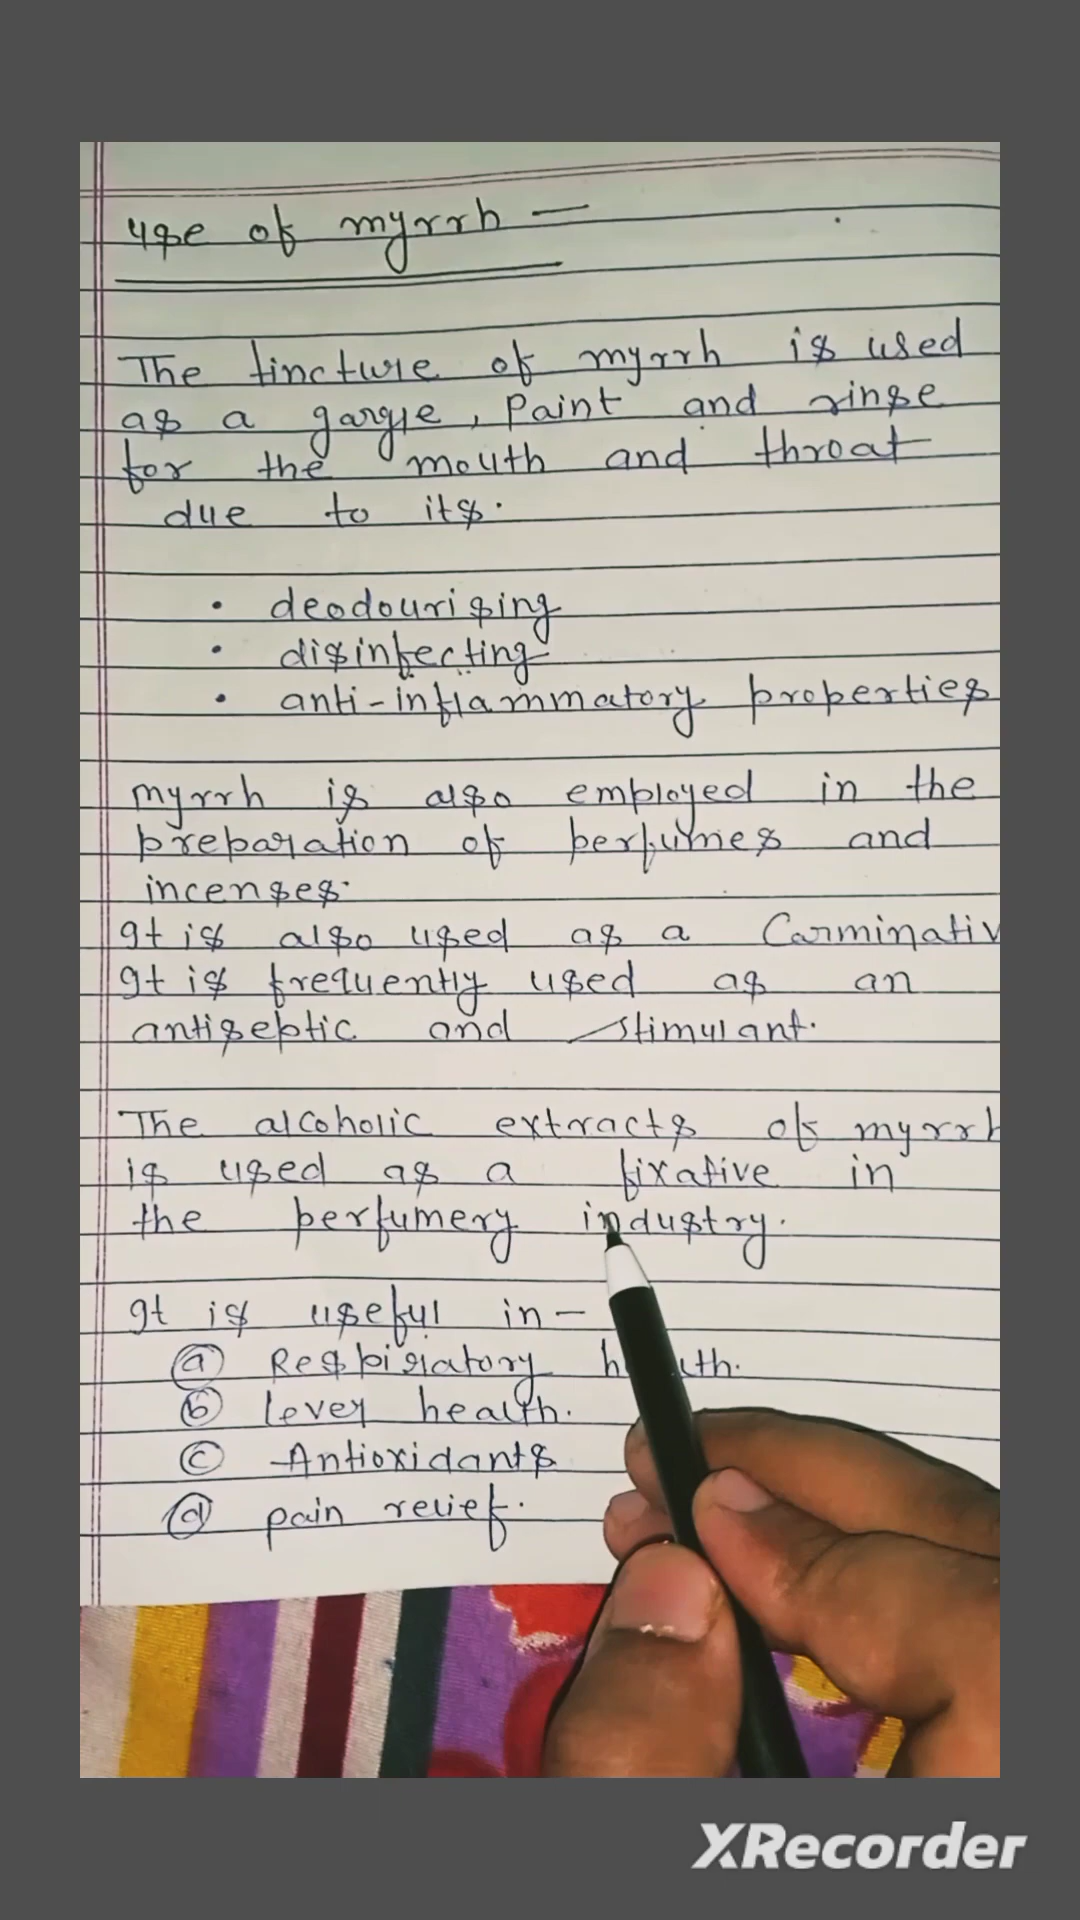 Use of myrrh —
The tincture of myrrh is used
as a gargle, Paint and rinse
for the mouth and throat
due to its.
• deodourising
• disinfecting
• anti-inflammatory properties
myrrh is also employed in the
preparation of perfumes and
incenses.
It is also used as a Carminativ
It is frequently used as an
antiseptic and stimulant.
The alcoholic extracts of myrrh
is used as a fixative in
the perfumery industry.
It is useful in –
(a) Respiratory
(b) lever health.
(c) Antioxidants
(d) pain relief.
XRecorder